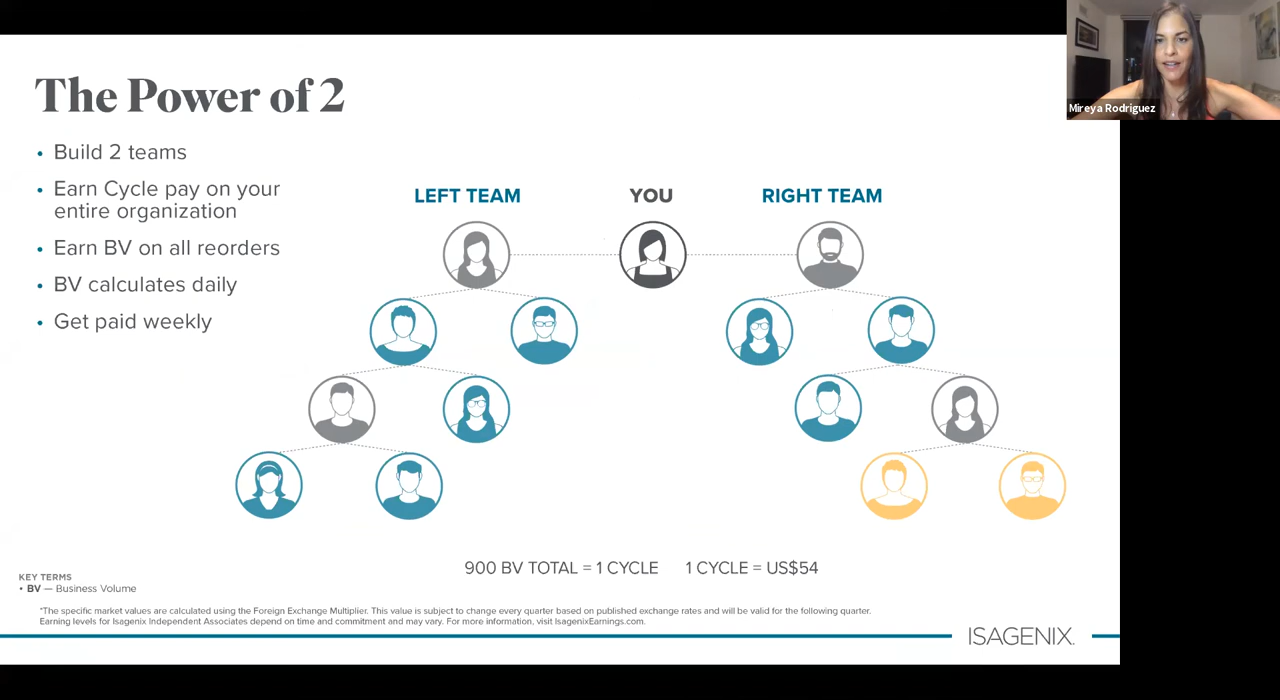 Mireya Rodríguez
The Power of 2
• Build 2 teams
• Earn Cycle pay on your
entire organization
• Earn BV on all reorders
• BV calculates daily
• Get paid weekly
LEFT TEAM
YOU
RIGHT TEAM
900 BV TOTAL = 1 CYCLE
1 CYCLE = US$54
KEY TERMS
• BV — Business Volume
*The specific market values are calculated using the Foreign Exchange Multiplier. This value is subject to change every quarter based on published exchange rates and will be valid for the following quarter.
Earning levels for Isagenix Independent Associates depend on time and commitment and may vary. For more information, visit IsagenixEarnings.com.
ISAGENIX.